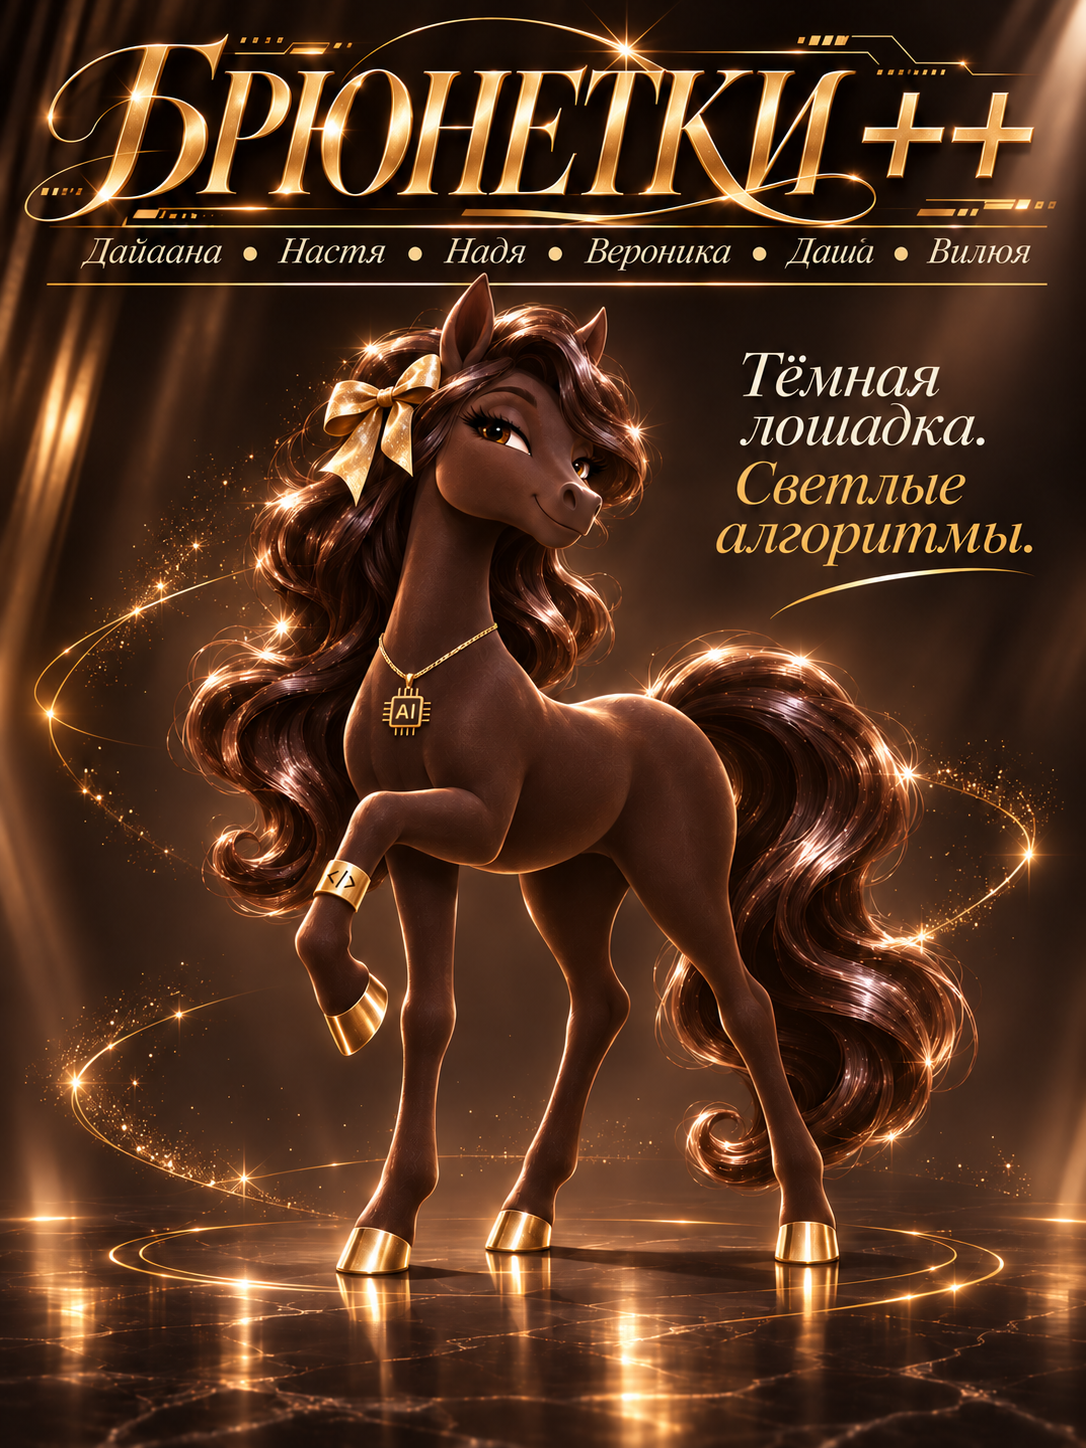 БРЮНЕТКИ ++
Дайаана • Настя • Надя • Вероника • Даша • Вилюя
Тёмная
лошадка.
Светлые
алгоритмы.
AI
</>